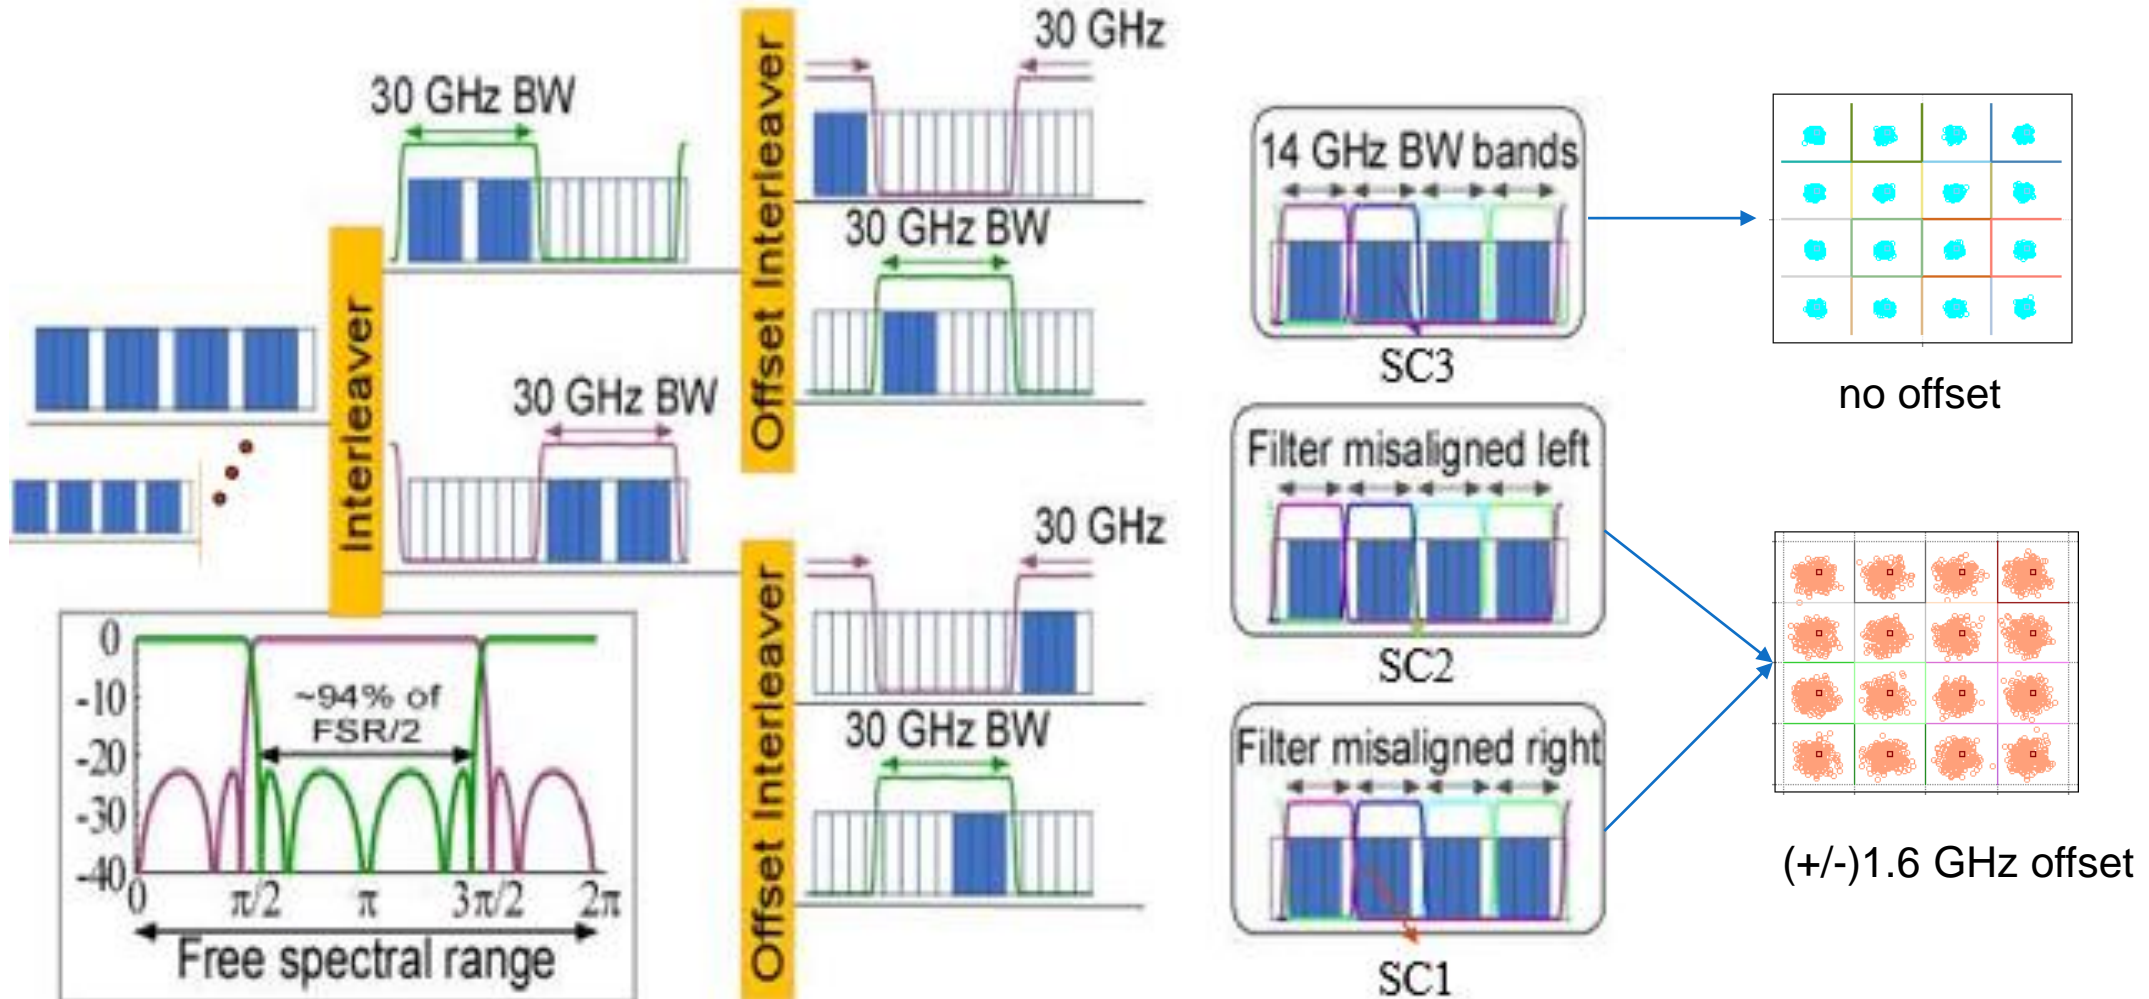 30 GHz BW
Interleaver
30 GHz BW
Offset Interleaver
30 GHz
30 GHz BW
Offset Interleaver
30 GHz
30 GHz BW
0
-10
-20
-30
-40
~94% of
FSR/2
0
π/2
π
3π/2
2π
Free spectral range
14 GHz BW bands
SC3
Filter misaligned left
SC2
Filter misaligned right
SC1
no offset
(+/-)1.6 GHz offset